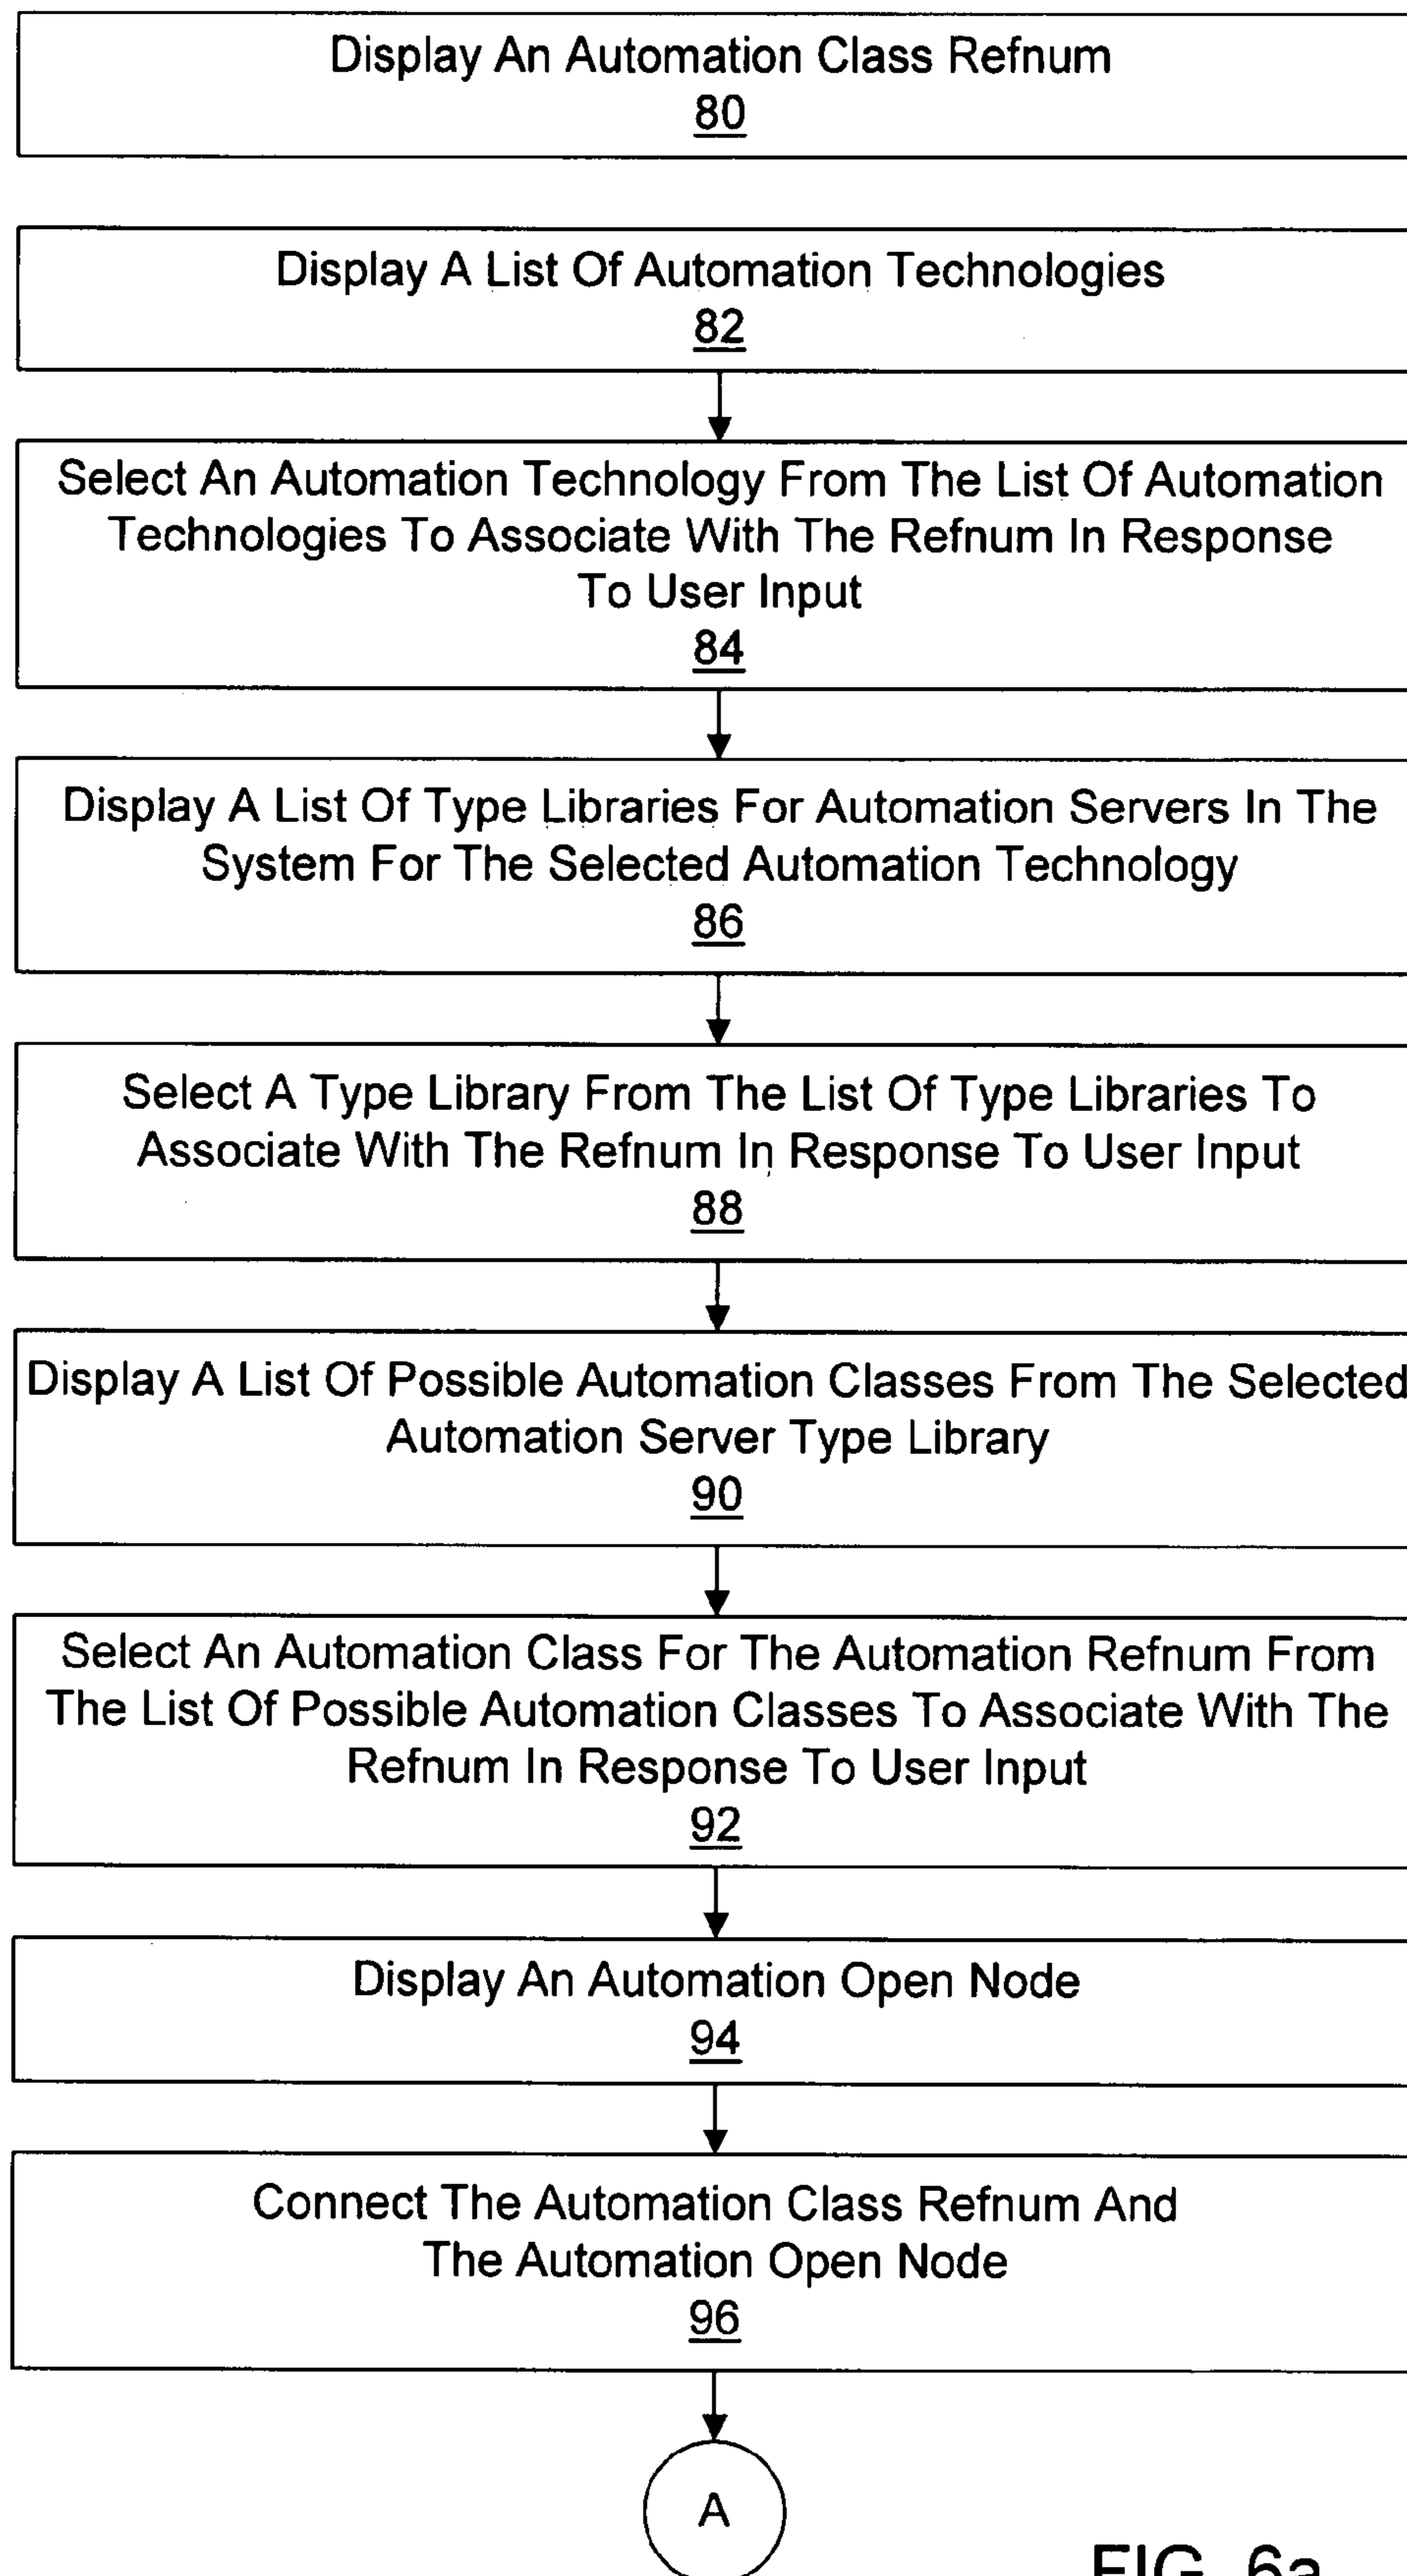 Display An Automation Class Refnum
80
Display A List Of Automation Technologies
82
Select An Automation Technology From The List Of Automation
Technologies To Associate With The Refnum In Response
To User Input
84
Display A List Of Type Libraries For Automation Servers In The
System For The Selected Automation Technology
86
Select A Type Library From The List Of Type Libraries To
Associate With The Refnum In Response To User Input
88
Display A List Of Possible Automation Classes From The Selected
Automation Server Type Library
90
Select An Automation Class For The Automation Refnum From
The List Of Possible Automation Classes To Associate With The
Refnum In Response To User Input
92
Display An Automation Open Node
94
Connect The Automation Class Refnum And
The Automation Open Node
96
A
FIG. 6a